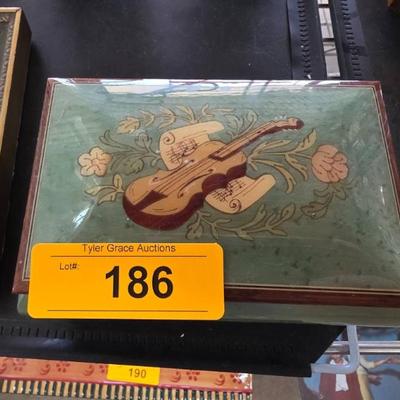 Tyler Grace Auctions
Lot#:
186
190